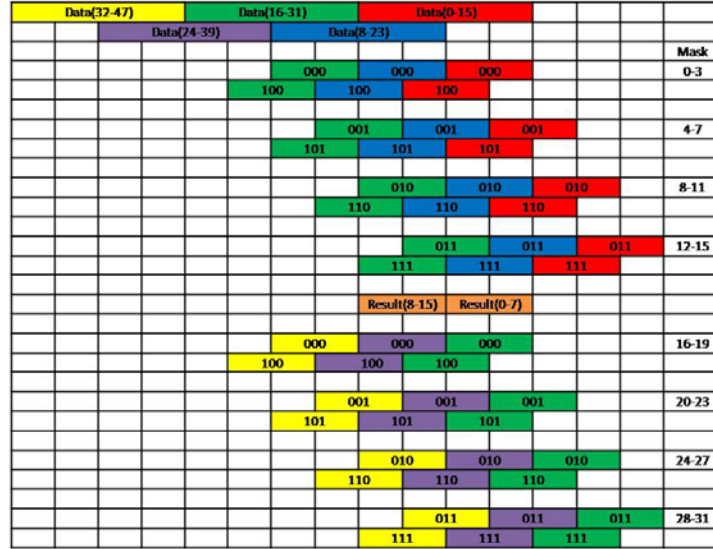 Data(32-47) Data(16-31) Data(0-15)
Data(24-39) Data(8-23)
Mask
000 000 000 0-3
100 100 100
001 001 001 4-7
101 101 101
010 010 010 8-11
110 110 110
011 011 011 12-15
111 111 111
Result(8-15) Result(0-7)
000 000 000 16-19
100 100 100
001 001 001 20-23
101 101 101
010 010 010 24-27
110 110 110
011 011 011 28-31
111 111 111